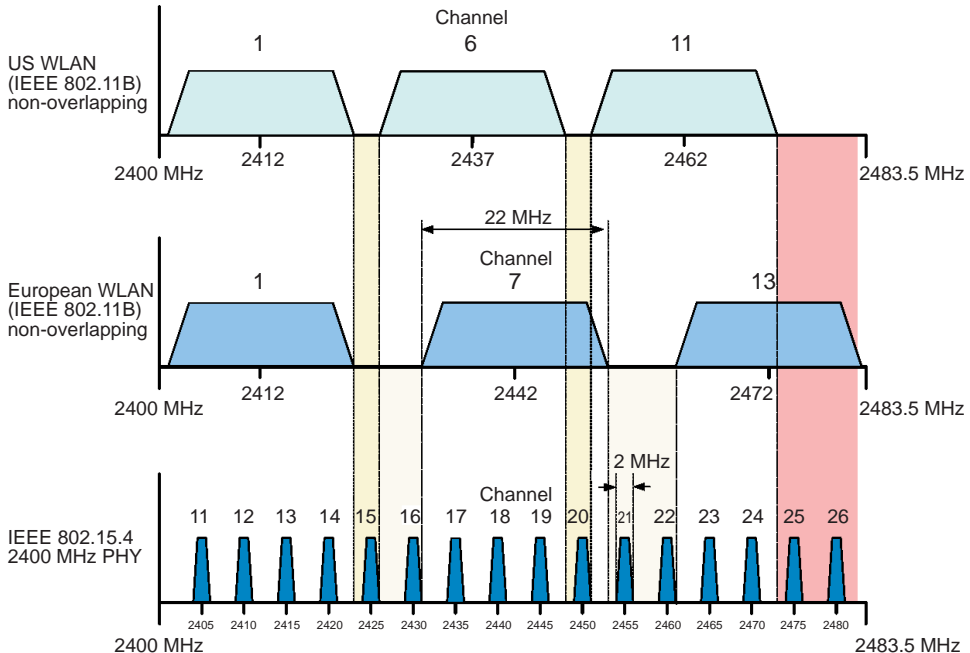 Channel
1 6 11
US WLAN
(IEEE 802.11B)
non-overlapping
2412 2437 2462
2400 MHz 2483.5 MHz
22 MHz
Channel
1 7 13
European WLAN
(IEEE 802.11B)
non-overlapping
2412 2442 2472
2400 MHz 2483.5 MHz
2 MHz
Channel
11 12 13 14 15 16 17 18 19 20 21 22 23 24 25 26
IEEE 802.15.4
2400 MHz PHY
2405 2410 2415 2420 2425 2430 2435 2440 2445 2450 2455 2460 2465 2470 2475 2480
2400 MHz 2483.5 MHz